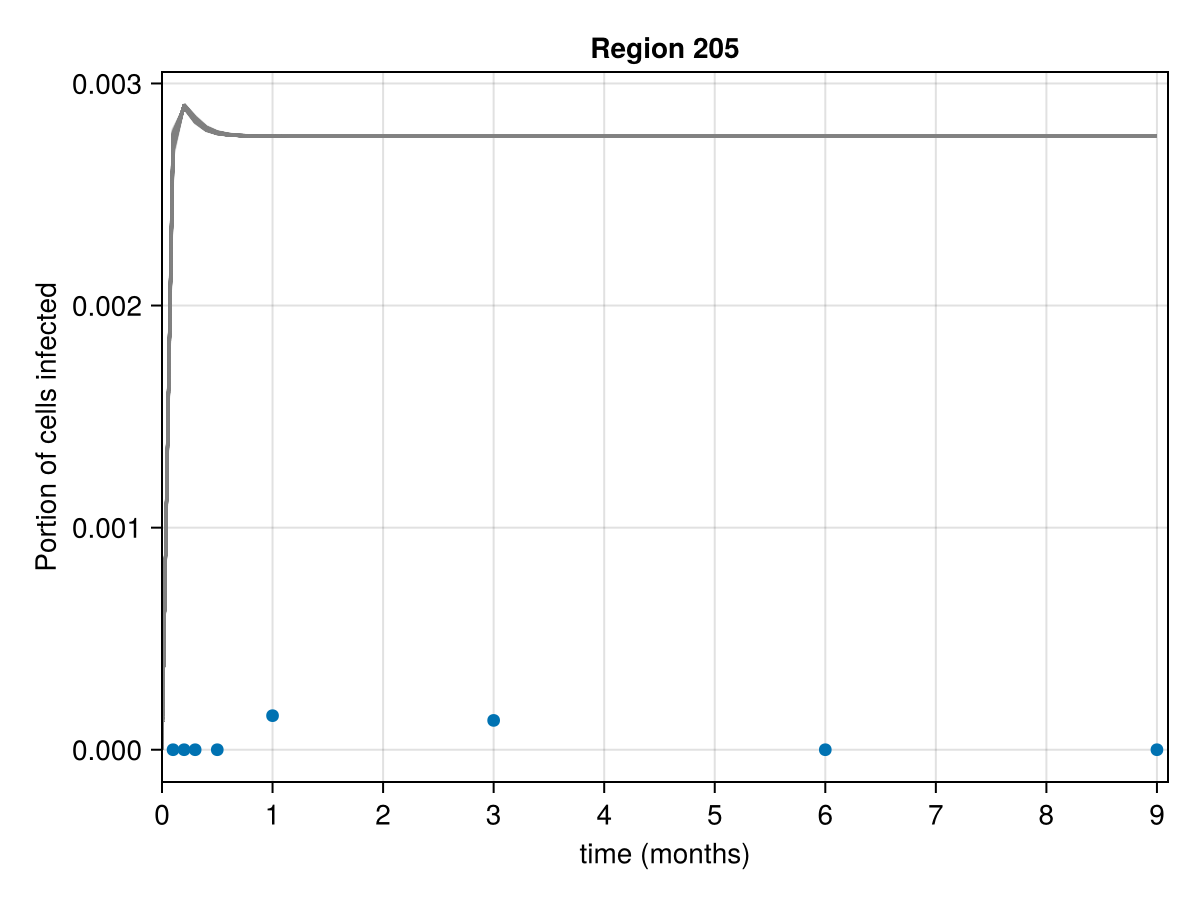 Region 205
0.003
0.002
0.001
0.000
Portion of cells infected
0 1 2 3 4 5 6 7 8 9
time (months)